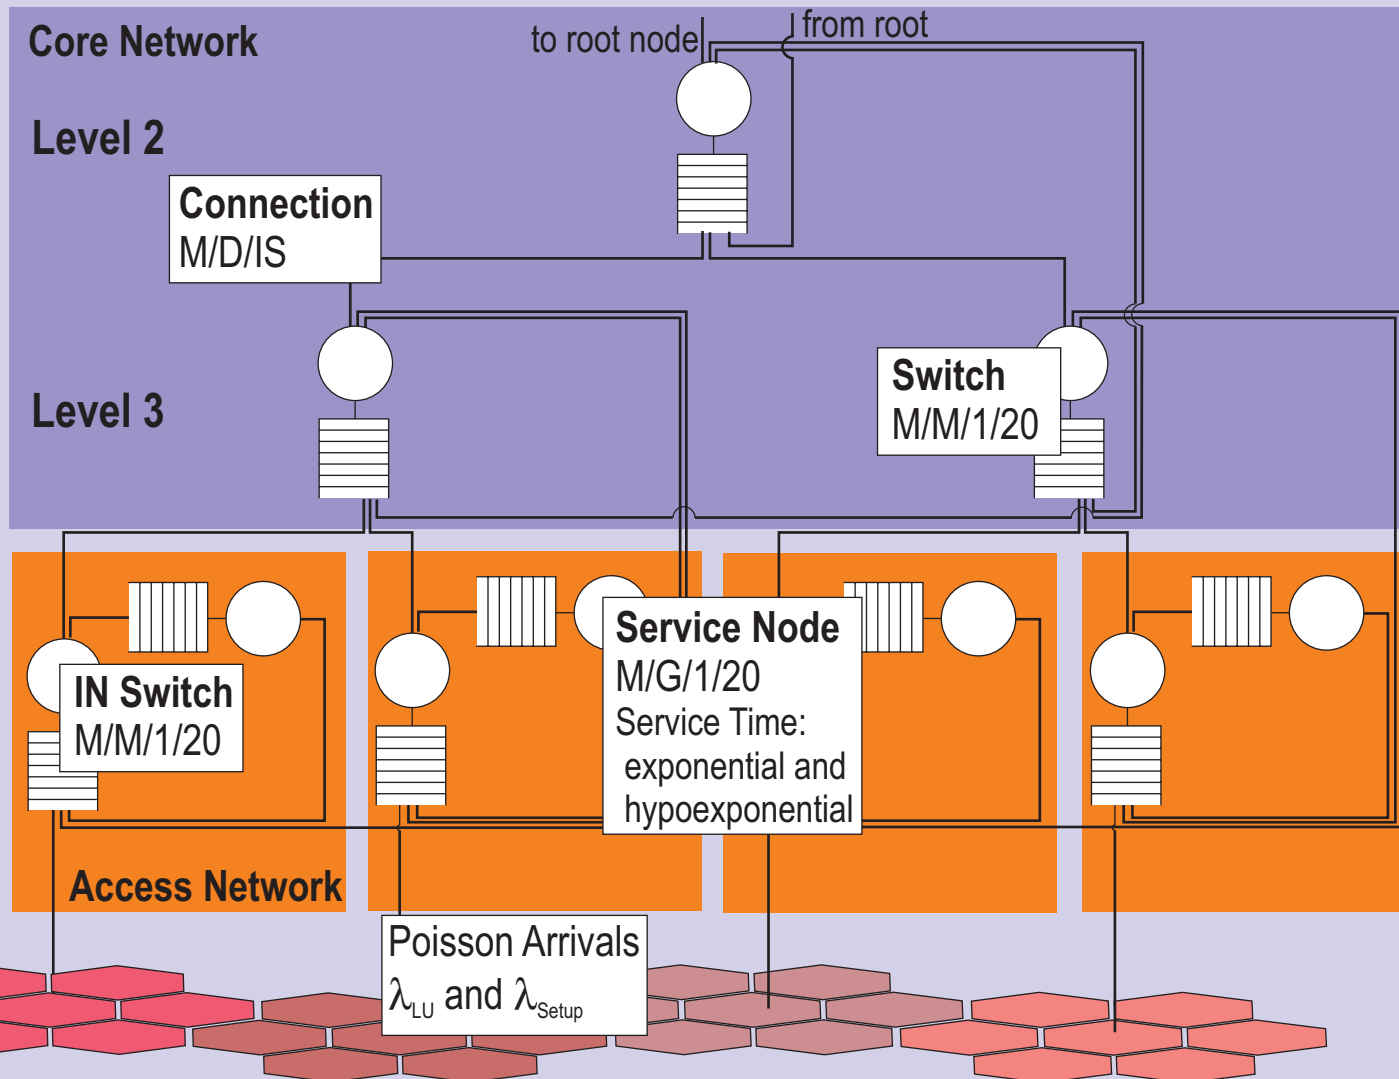 Core Network
to root node
from root
Level 2
Connection
M/D/IS
Level 3
Switch
M/M/1/20
IN Switch
M/M/1/20
Service Node
M/G/1/20
Service Time:
exponential and
hypoexponential
Access Network
Poisson Arrivals
λLU and λSetup